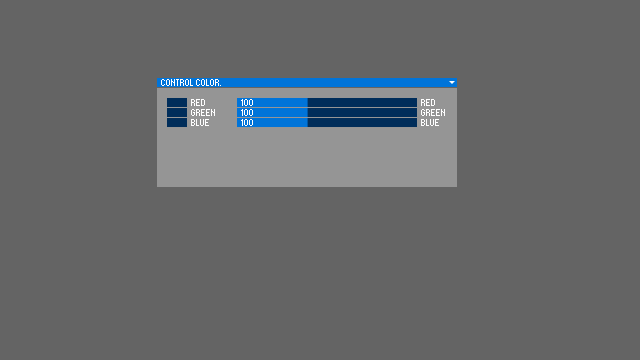 CONTROL COLOR.
RED 100 RED
GREEN 100 GREEN
BLUE 100 BLUE